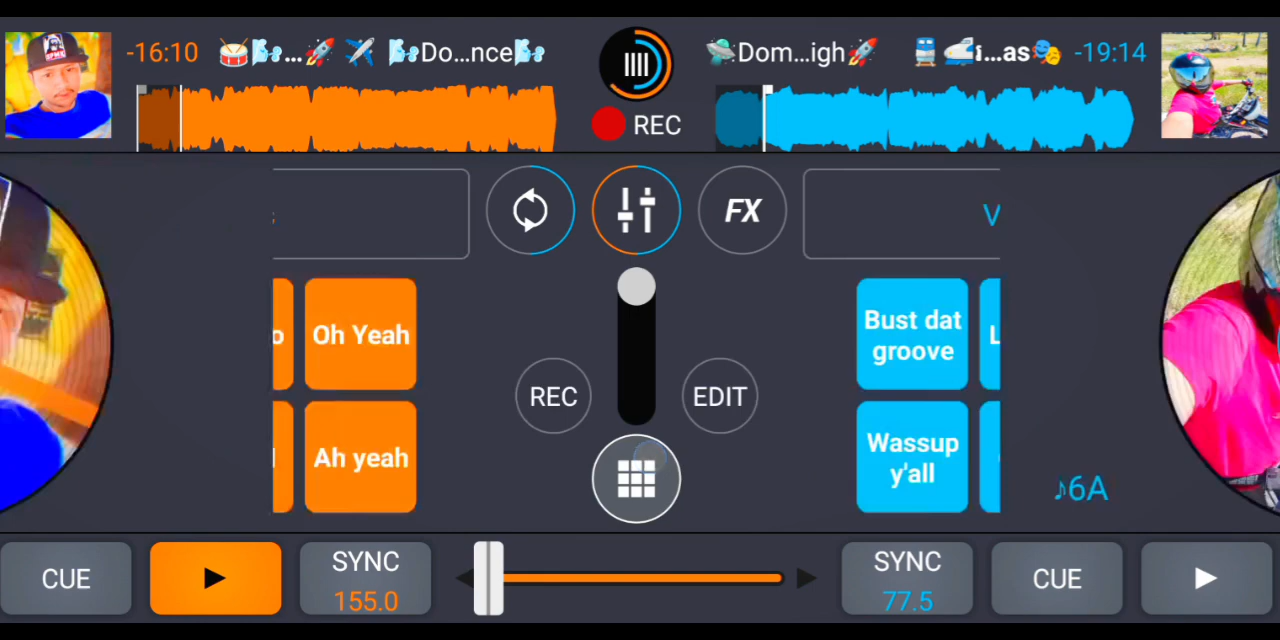 -16:10 🥁🌬️...🚀 ✈️ 🌬️Do...nce🌬️
🛸Dom...igh🚀 🚆 🚄i...as🎭 -19:14
REC
V
FX
Oh Yeah
Bust dat
groove
REC
EDIT
Ah yeah
Wassup
y'all
♪6A
CUE
SYNC
155.0
SYNC
77.5
CUE